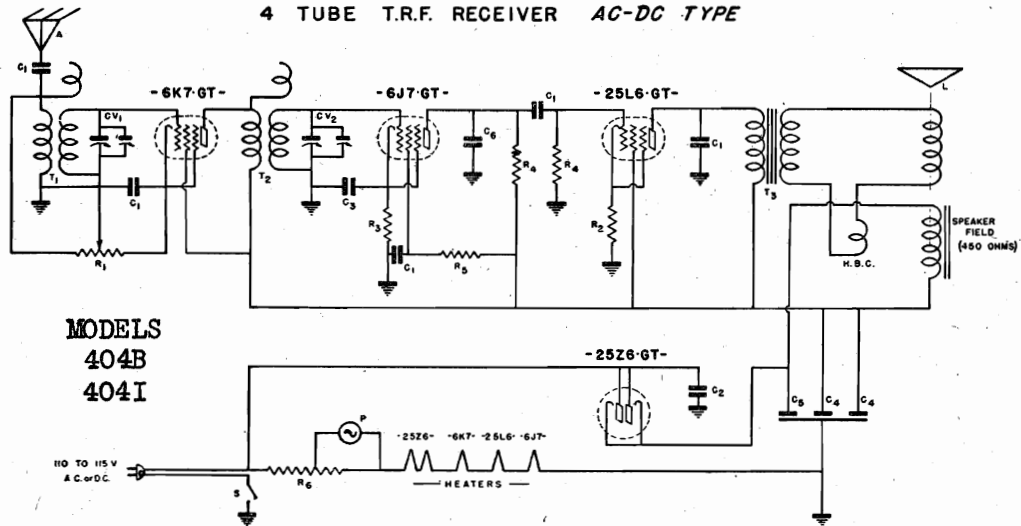 4 TUBE T.R.F. RECEIVER AC-DC TYPE
A
C1
-6K7·GT-
-6J7·GT-
C1
-25L6·GT-
L
CV1
CV2
C6
R4
R4
C1
T1
C1
T2
C3
R3
R2
T3
SPEAKER
FIELD
(450 OHMS)
R1
C1
R5
H.B.C.
MODELS
404B
404I
-25Z6·GT-
C2
C5
C4
C4
P
-25Z6- -6K7- -25L6- -6J7-
110 TO 115 V
A.C. or D.C.
R6
HEATERS
S